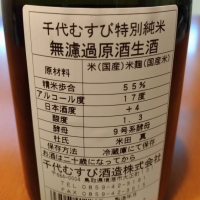 千代むすび特別純米
無濾過原酒生酒
原材料 米(国産)米麹(国産米)
精米歩合 55%
アルコール度 17度
日本酒度 +4
酸度 1.3
酵母 9号系酵母
杜氏 米田 真
保存方法 冷蔵庫にて保存
お酒は二十歳になってから
千代むすび酒造株式会社